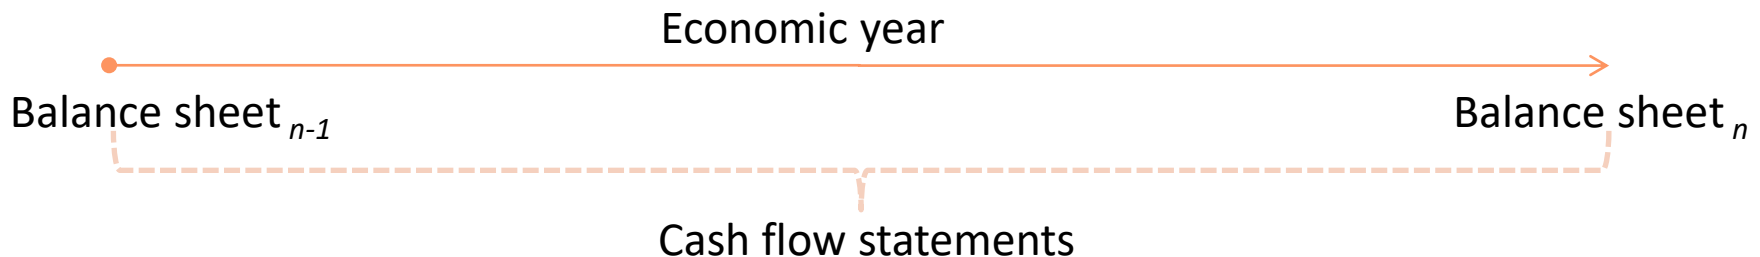 Economic year
Balance sheet n-1
Balance sheet n
Cash flow statements